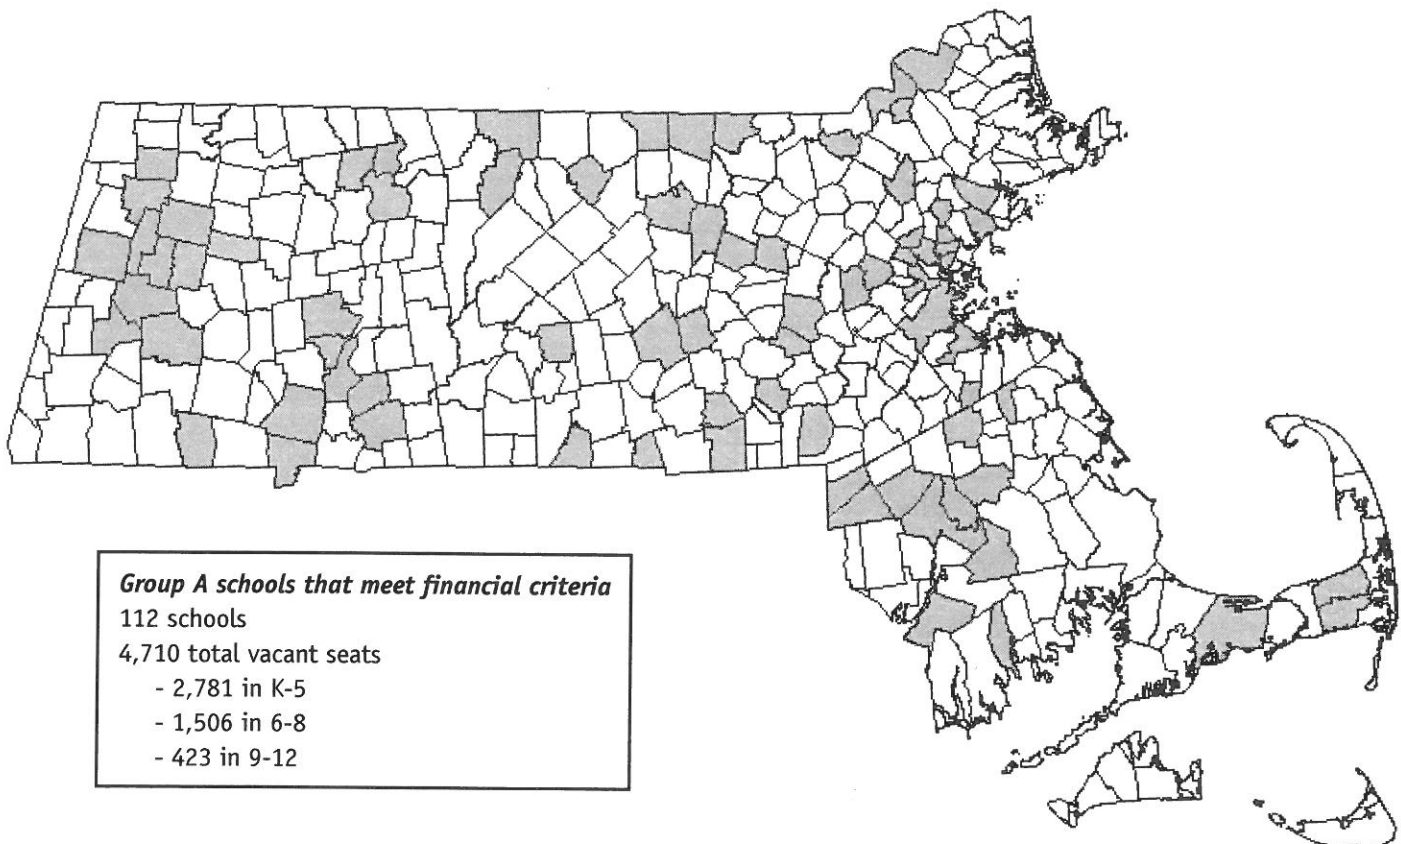 Group A schools that meet financial criteria
112 schools
4,710 total vacant seats
- 2,781 in K-5
- 1,506 in 6-8
- 423 in 9-12